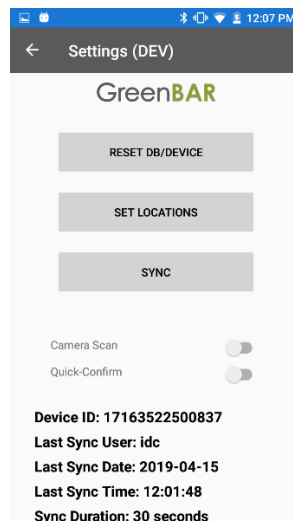 12:07 PM
Settings (DEV)
GreenBAR
RESET DB/DEVICE
SET LOCATIONS
SYNC
Camera Scan
Quick-Confirm
Device ID: 17163522500837
Last Sync User: idc
Last Sync Date: 2019-04-15
Last Sync Time: 12:01:48
Sync Duration: 30 seconds